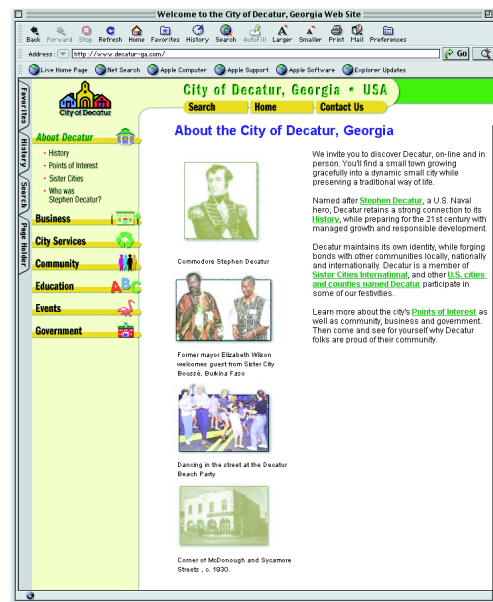 Welcome to the City of Decatur, Georgia Web Site
Back Forward Stop Refresh Home Favorites History Search AutoFill Larger Smaller Print Mail Preferences
Address: http://www.decatur-ga.com/ Go
Live Home Page Net Search Apple Computer Apple Support Apple Software Explorer Updates
Favorites
History
Search
Page Holder
City of Decatur
City of Decatur, Georgia • USA
Search Home Contact Us
About Decatur
• History
• Points of Interest
• Sister Cities
• Who was
Stephen Decatur?
Business
City Services
Community
Education ABC
Events
Government
About the City of Decatur, Georgia
Commodore Stephen Decatur
Former mayor Elizabeth Wilson
welcomes guest from Sister City
Boussé, Burkina Faso
Dancing in the street at the Decatur
Beach Party
Corner of McDonough and Sycamore
Streets , c. 1930.
We invite you to discover Decatur, on-line and in
person. You'll find a small town growing
gracefully into a dynamic small city while
preserving a traditional way of life.
Named after Stephen Decatur, a U.S. Naval
hero, Decatur retains a strong connection to its
History, while preparing for the 21st century with
managed growth and responsible development.
Decatur maintains its own identity, while forging
bonds with other communities locally, nationally
and internationally. Decatur is a member of
Sister Cities International, and other U.S. cities
and counties named Decatur participate in
some of our festivities.
Learn more about the city's Points of Interest as
well as community, business and government.
Then come and see for yourself why Decatur
folks are proud of their community.